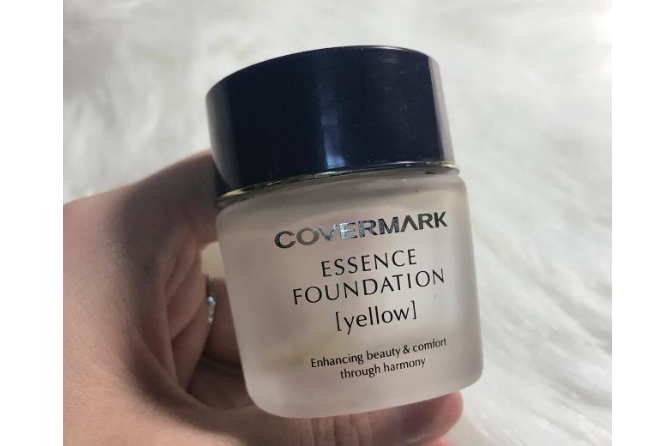 COVERMARK
ESSENCE
FOUNDATION
[yellow]
Enhancing beauty & comfort
through harmony